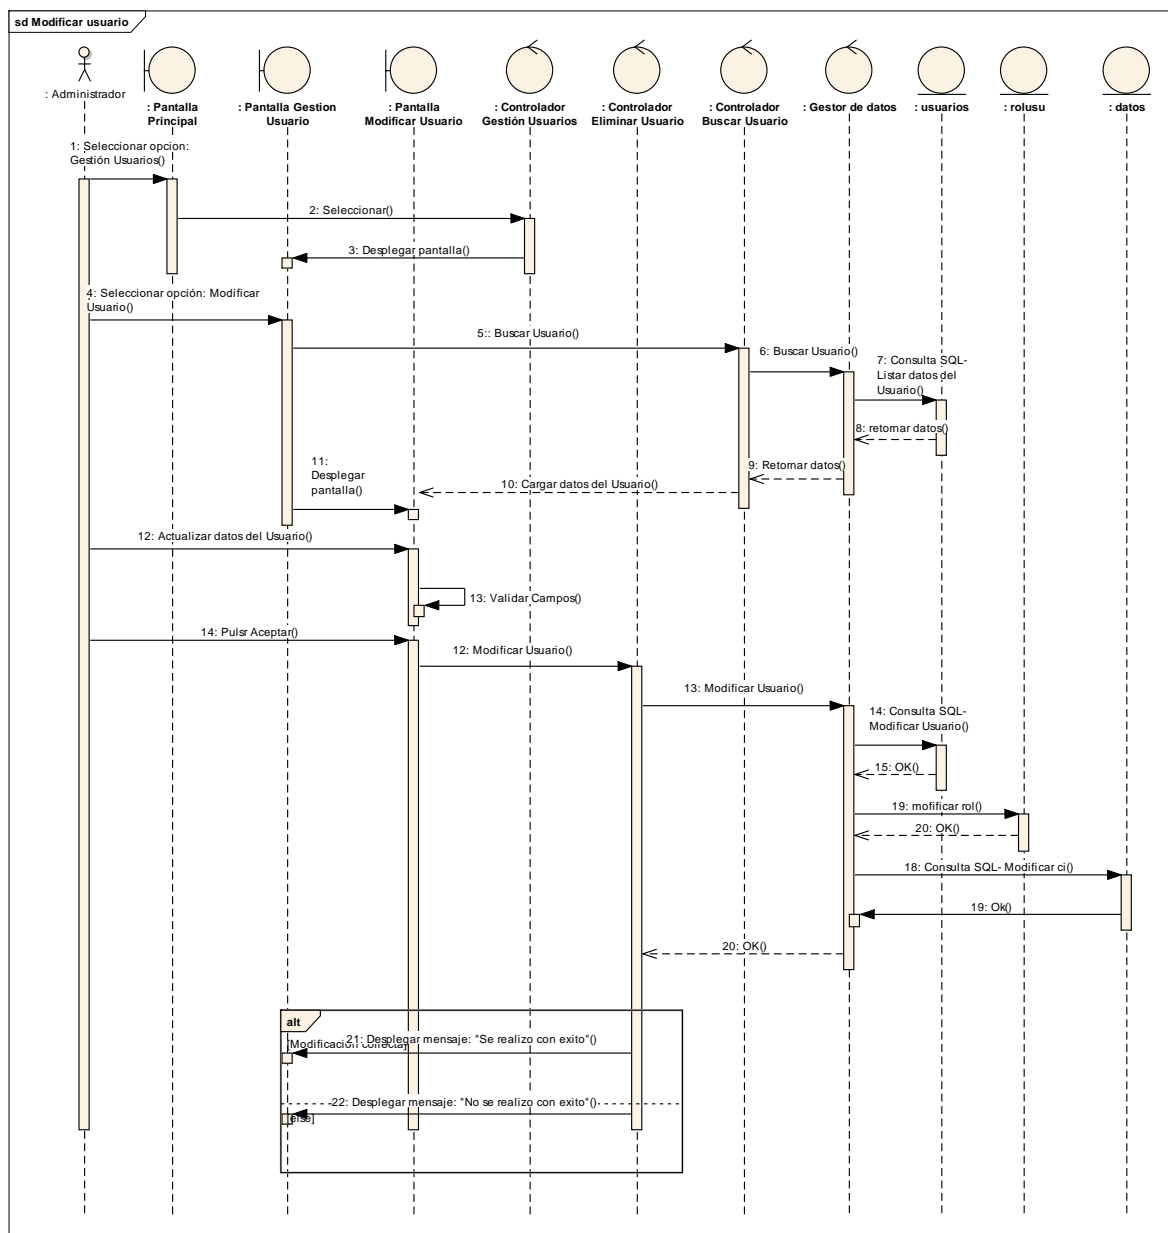 sd Modificar usuario
: Administrador
: Pantalla
Principal
: Pantalla Gestion
Usuario
: Pantalla
Modificar Usuario
: Controlador
Gestión Usuarios
: Controlador
Eliminar Usuario
: Controlador
Buscar Usuario
: Gestor de datos
: usuarios
: rolusu
: datos
1: Seleccionar opcion:
Gestión Usuarios()
2: Seleccionar()
3: Desplegar pantalla()
4: Seleccionar opción: Modificar
Usuario()
5:: Buscar Usuario()
6: Buscar Usuario()
7: Consulta SQL-
Listar datos del
Usuario()
8: retornar datos()
9: Retornar datos()
10: Cargar datos del Usuario()
11:
Desplegar
pantalla()
12: Actualizar datos del Usuario()
13: Validar Campos()
14: Pulsr Aceptar()
12: Modificar Usuario()
13: Modificar Usuario()
14: Consulta SQL-
Modificar Usuario()
15: OK()
19: mofificar rol()
20: OK()
18: Consulta SQL- Modificar ci()
19: Ok()
20: OK()
alt
21: Desplegar mensaje: "Se realizo con exito"()
[Modificación correcta]
22: Desplegar mensaje: "No se realizo con exito"()
[else]